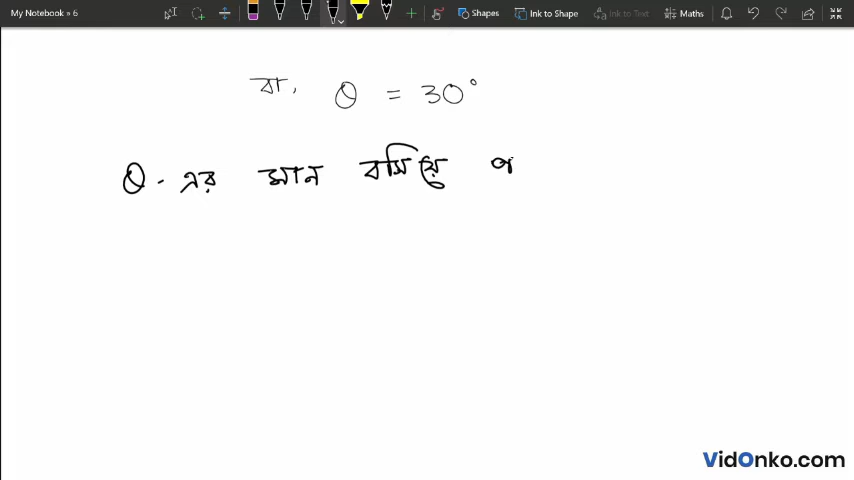 My Notebook » 6
Shapes Ink to Shape Ink to Text Maths
বা, θ = 30°
θ - এর মান বসিয়ে প
VidOnko.com